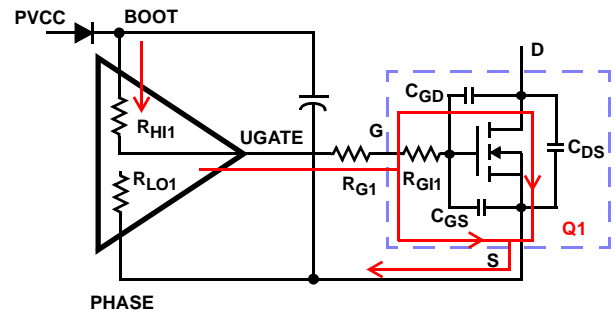 PVCC
BOOT
D
CGD
RHI1
UGATE
G
CDS
RLO1
RG1
RGI1
CGS
Q1
S
PHASE